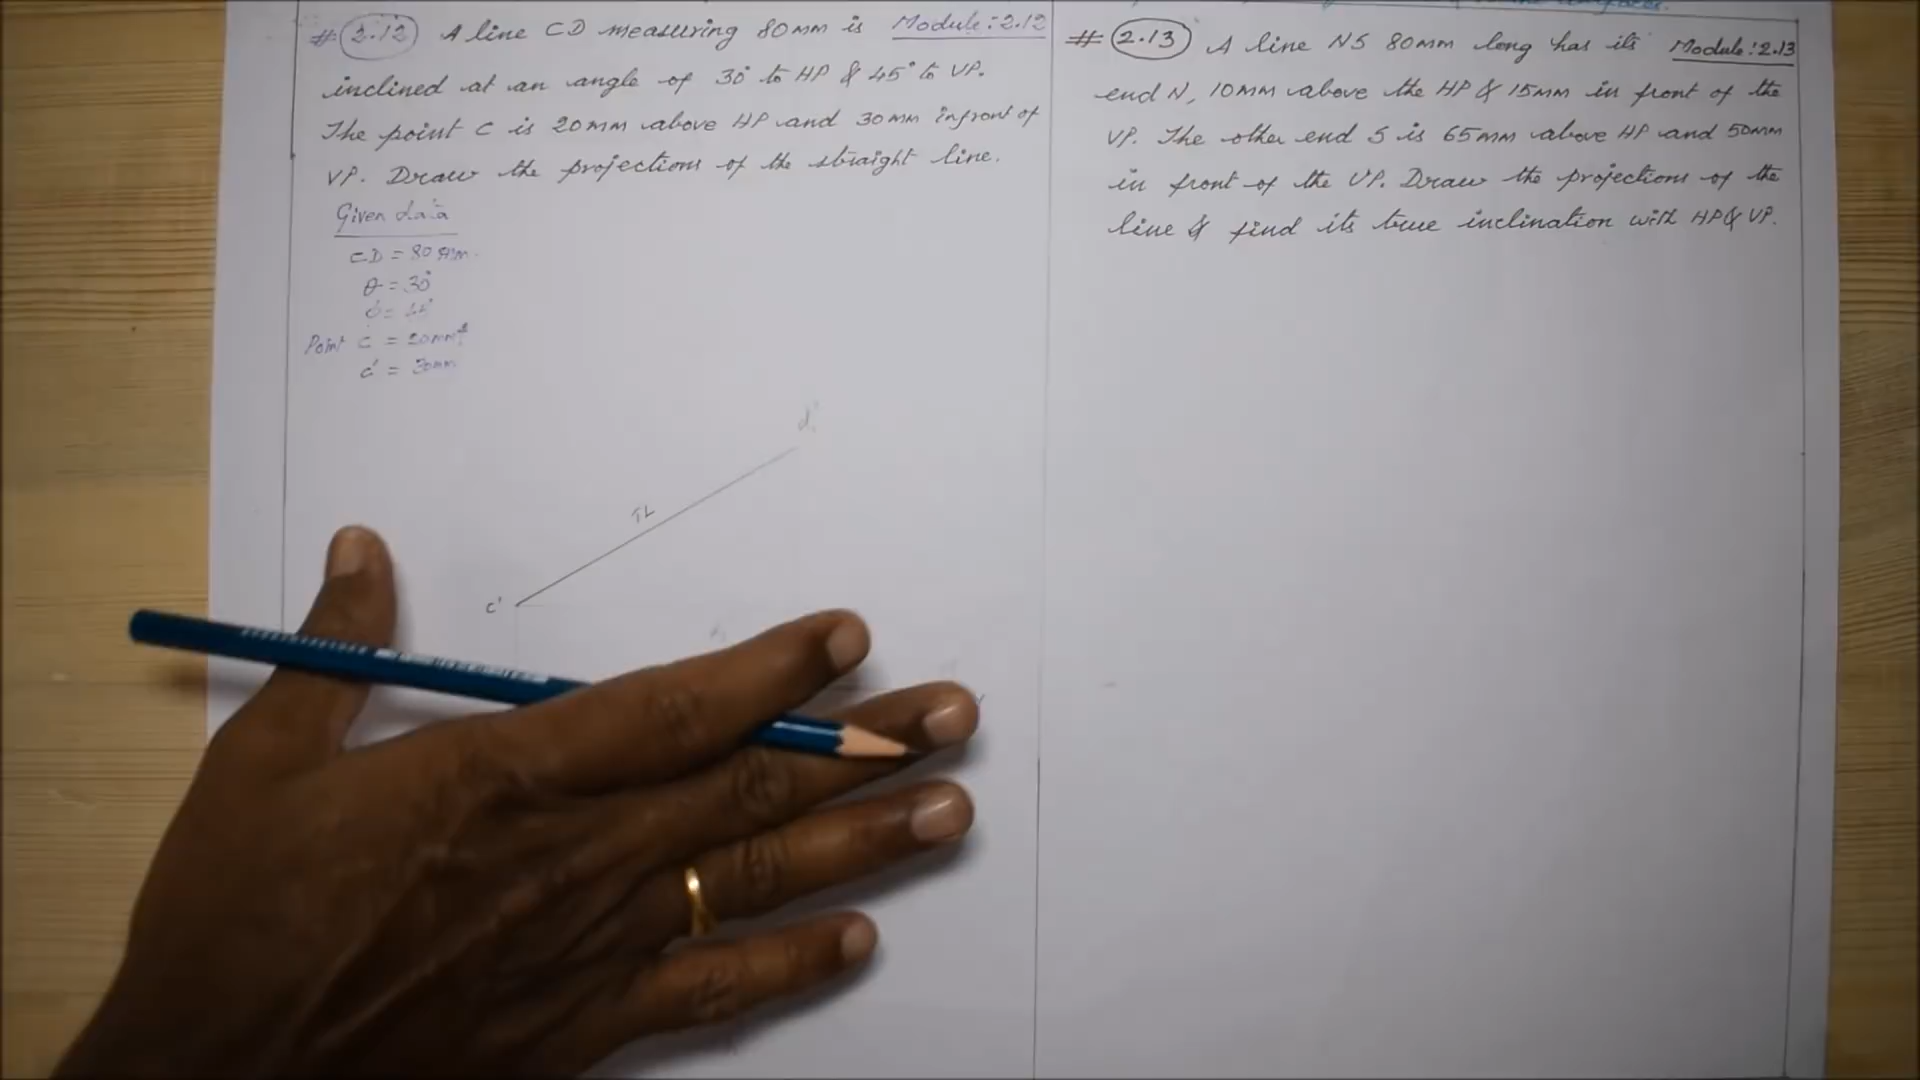 # 2.12 A line CD measuring 80mm is Module: 2.12
inclined at an angle of 30° to HP & 45° to VP.
The point C is 20mm above HP and 30mm infront of
VP. Draw the projections of the straight line.
Given data
CD = 80mm.
θ = 30°
Point C = 20mm
c' = 30mm
d₁'
TL
c'
Y
# 2.13 A line NS 80mm long has its Module: 2.13
end N, 10mm above the HP & 15mm in front of the
VP. The other end S is 65mm above HP and 50mm
in front of the VP. Draw the projections of the
line & find its true inclination with HP & VP.